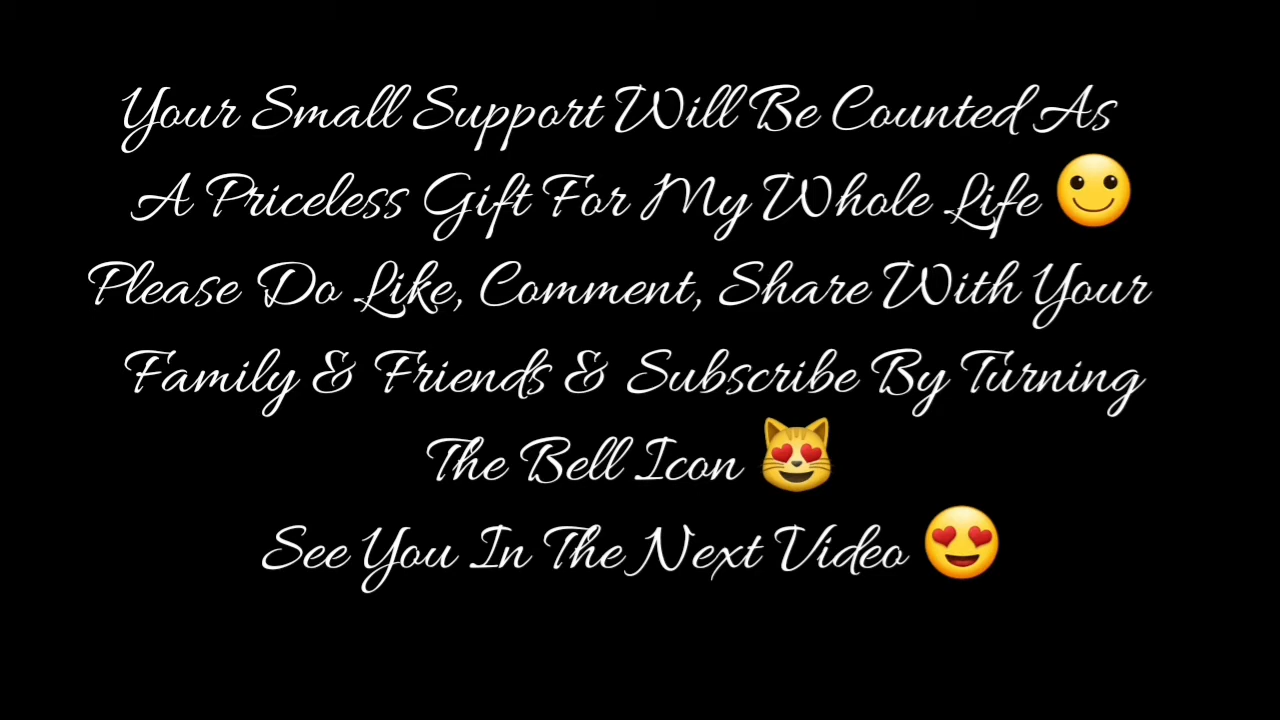 Your Small Support Will Be Counted As
A Priceless Gift For My Whole Life 🙂
Please Do Like, Comment, Share With Your
Family & Friends & Subscribe By Turning
The Bell Icon 😻
See You In The Next Video 😍